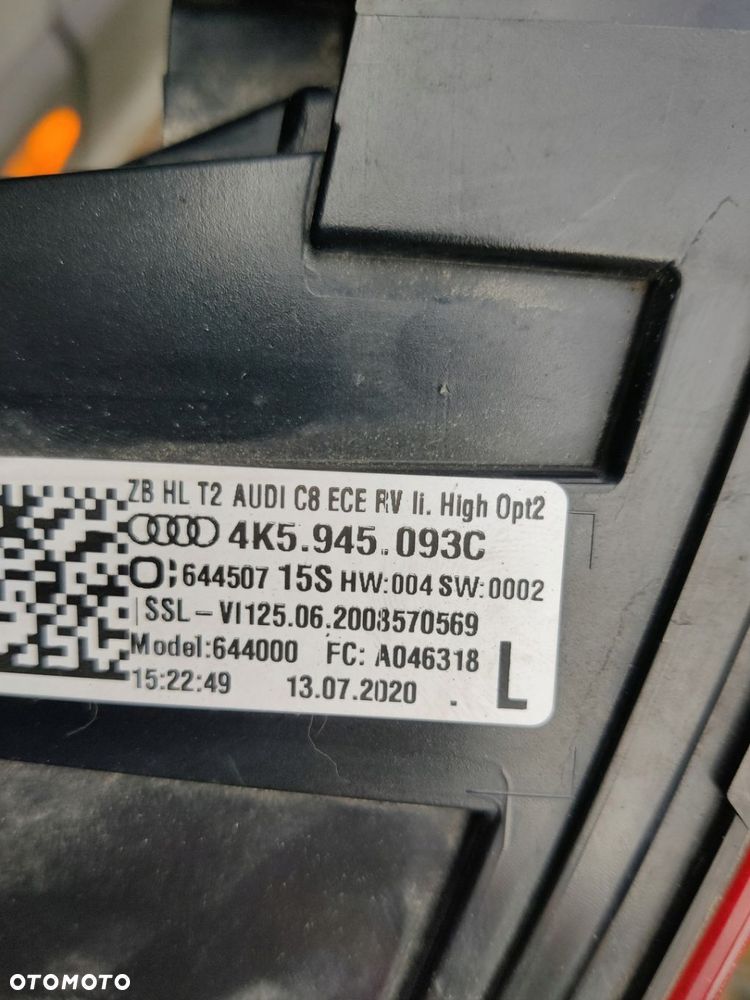 ZB HL T2 AUDI C8 ECE RV li. High Opt2
4K5.945.093C
O:644507 15S HW:004 SW:0002
SSL-VI125.06.2008570569
Model:644000 FC: A046318
15:22:49 13.07.2020 . L
OTOMOTO